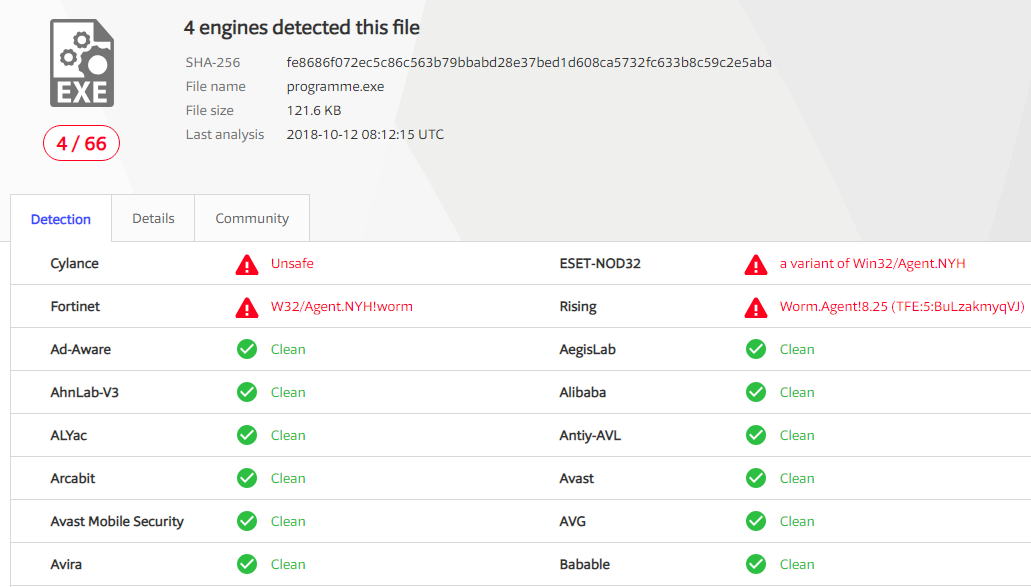 4 engines detected this file
SHA-256 fe8686f072ec5c86c563b79bbabd28e37bed1d608ca5732fc633b8c59c2e5aba
File name programme.exe
File size 121.6 KB
Last analysis 2018-10-12 08:12:15 UTC
EXE
4 / 66
Detection Details Community
Cylance Unsafe ESET-NOD32 a variant of Win32/Agent.NYH
Fortinet W32/Agent.NYH!worm Rising Worm.Agent!8.25 (TFE:5:BuLzakmyqVJ)
Ad-Aware Clean AegisLab Clean
AhnLab-V3 Clean Alibaba Clean
ALYac Clean Antiy-AVL Clean
Arcabit Clean Avast Clean
Avast Mobile Security Clean AVG Clean
Avira Clean Babable Clean